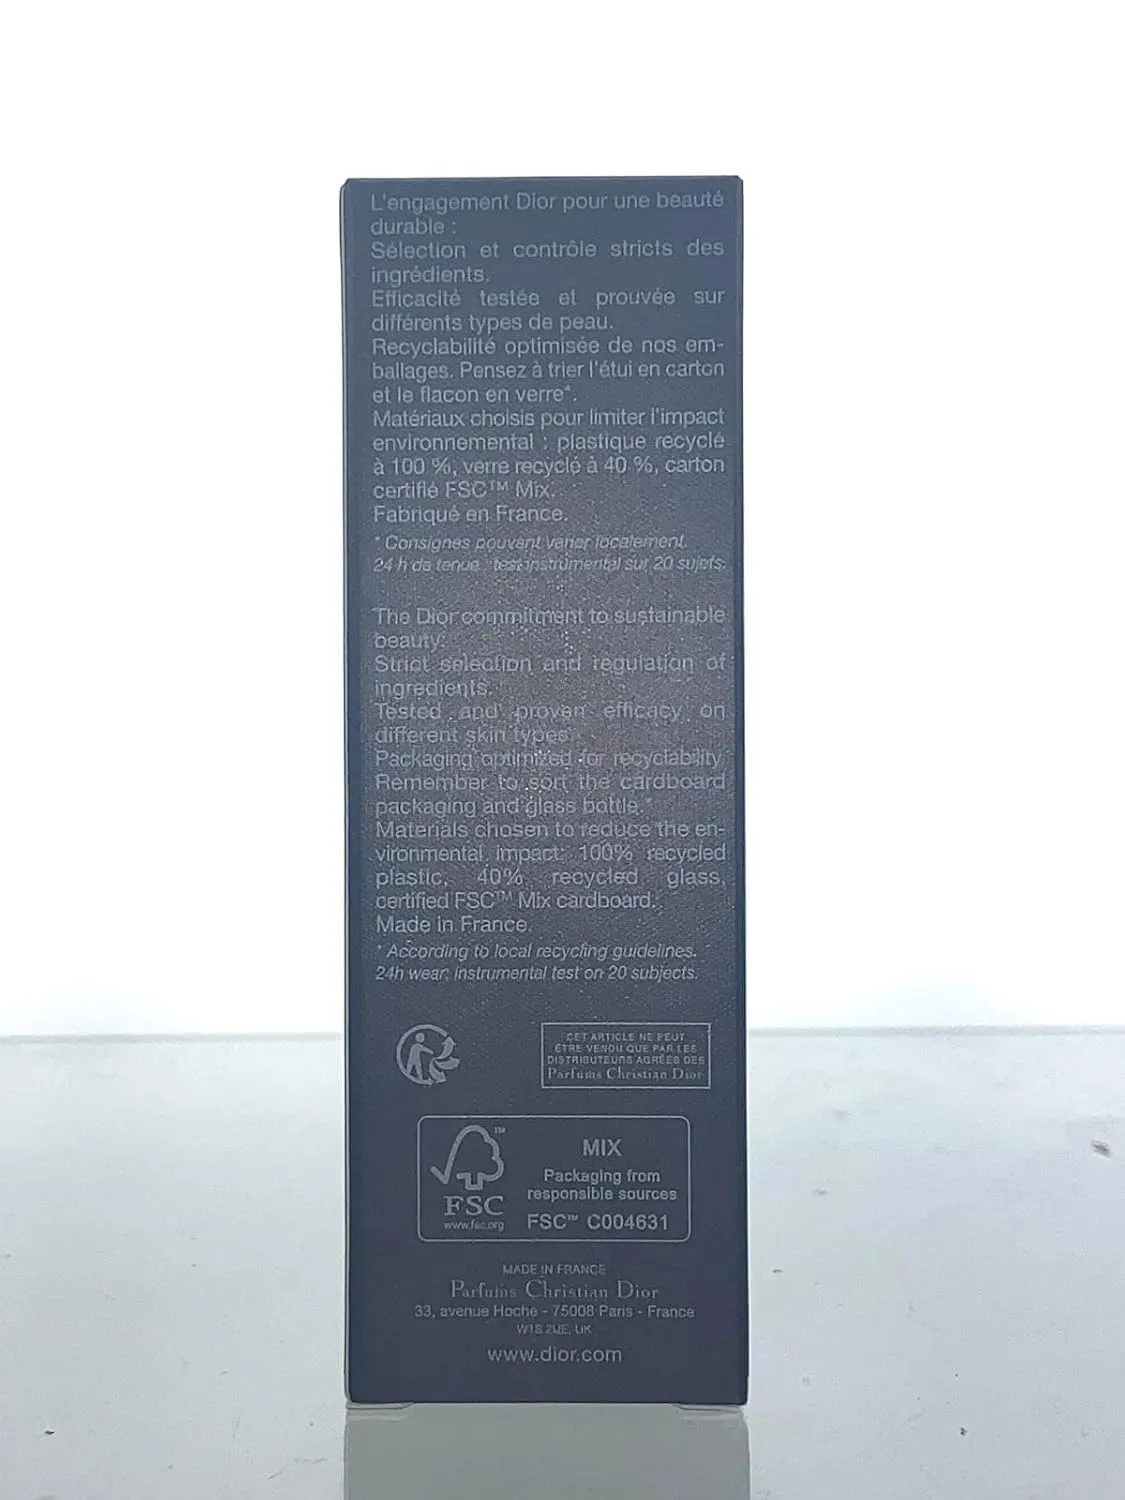 L'engagement Dior pour une beauté
durable :
Sélection et contrôle stricts des
ingrédients.
Efficacité testée et prouvée sur
différents types de peau.
Recyclabilité optimisée de nos em-
ballages. Pensez à trier l'étui en carton
et le flacon en verre*.
Matériaux choisis pour limiter l'impact
environnemental : plastique recyclé
à 100 %, verre recyclé à 40 %, carton
certifié FSC™ Mix.
Fabriqué en France.
* Consignes pouvant varier localement.
24 h de tenue : test instrumental sur 20 sujets.
The Dior commitment to sustainable
beauty:
Strict selection and regulation of
ingredients.
Tested and proven efficacy on
different skin types.
Packaging optimized for recyclability.
Remember to sort the cardboard
packaging and glass bottle.*
Materials chosen to reduce the en-
vironmental impact: 100% recycled
plastic, 40% recycled glass,
certified FSC™ Mix cardboard.
Made in France.
* According to local recycling guidelines.
24h wear: instrumental test on 20 subjects.
CET ARTICLE NE PEUT
ÊTRE VENDU QUE PAR LES
DISTRIBUTEURS AGRÉÉS DES
Parfums Christian Dior
FSC
www.fsc.org
MIX
Packaging from
responsible sources
FSC™ C004631
MADE IN FRANCE
Parfums Christian Dior
33, avenue Hoche - 75008 Paris - France
W1S 2UE, UK
www.dior.com